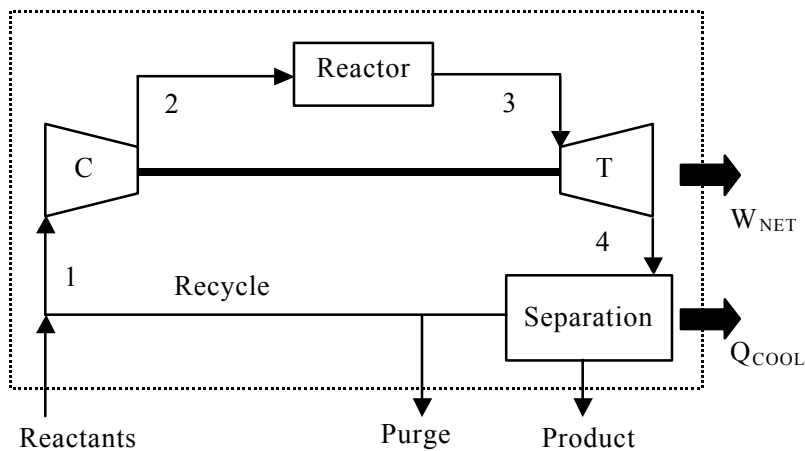 Reactor
2
3
C
T
W_NET
4
1
Recycle
Separation
Q_COOL
Reactants
Purge
Product